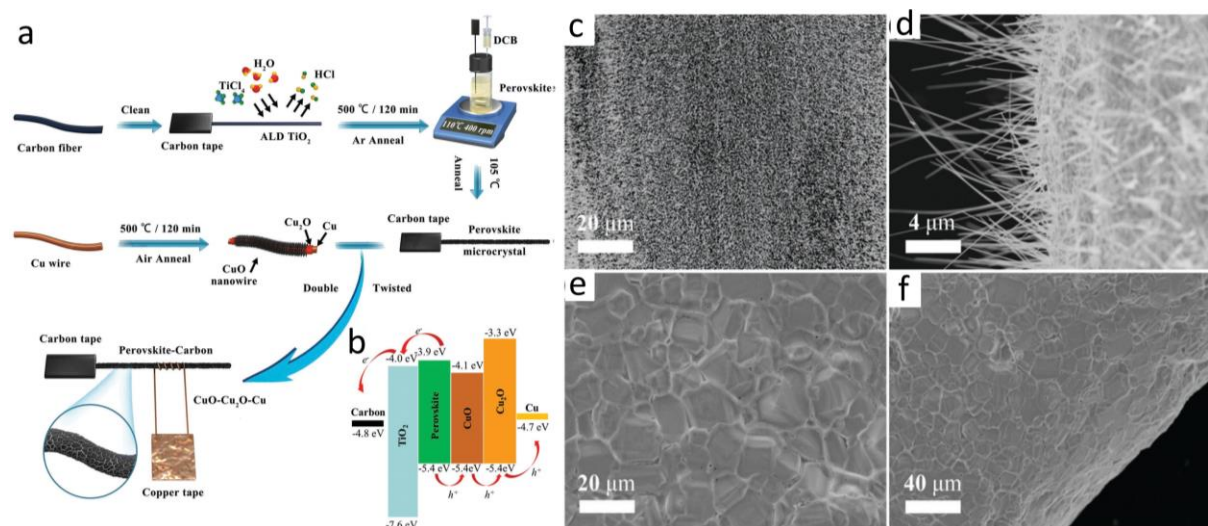 a
H2O
TiCl4
HCl
DCB
Perovskite
Clean
500 ℃ / 120 min
110℃ 400 rpm
Carbon fiber
Carbon tape
ALD TiO2
Ar Anneal
105 ℃
Anneal
500 ℃ / 120 min
Cu2O
Cu
Carbon tape
Perovskite
microcrystal
Cu wire
Air Anneal
CuO
nanowire
Double
Twisted
Carbon tape
Perovskite-Carbon
CuO-Cu2O-Cu
Copper tape
b
e-
e-
-3.3 eV
-4.0 eV
-3.9 eV
-4.1 eV
Carbon
-4.8 eV
TiO2
Perovskite
CuO
Cu2O
Cu
-4.7 eV
-5.4 eV
-5.4eV
-5.4eV
h+
h+
h+
-7.6 eV
c
20 μm
d
4 μm
e
20 μm
f
40 μm